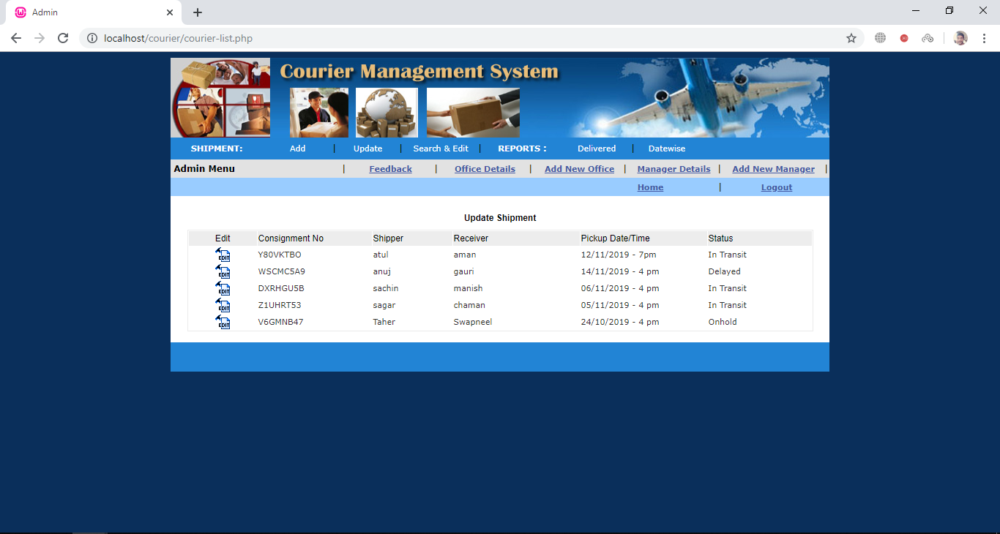 Admin
localhost/courier/courier-list.php
Courier Management System
SHIPMENT: Add | Update | Search & Edit | REPORTS : Delivered | Datewise
Admin Menu | Feedback | Office Details | Add New Office | Manager Details | Add New Manager |
Home | Logout
Update Shipment
Edit Consignment No Shipper Receiver Pickup Date/Time Status
EDIT Y80VKTBO atul aman 12/11/2019 - 7pm In Transit
EDIT WSCMC5A9 anuj gauri 14/11/2019 - 4 pm Delayed
EDIT DXRHGU5B sachin manish 06/11/2019 - 4 pm In Transit
EDIT Z1UHRT53 sagar chaman 05/11/2019 - 4 pm In Transit
EDIT V6GMNB47 Taher Swapneel 24/10/2019 - 4 pm Onhold